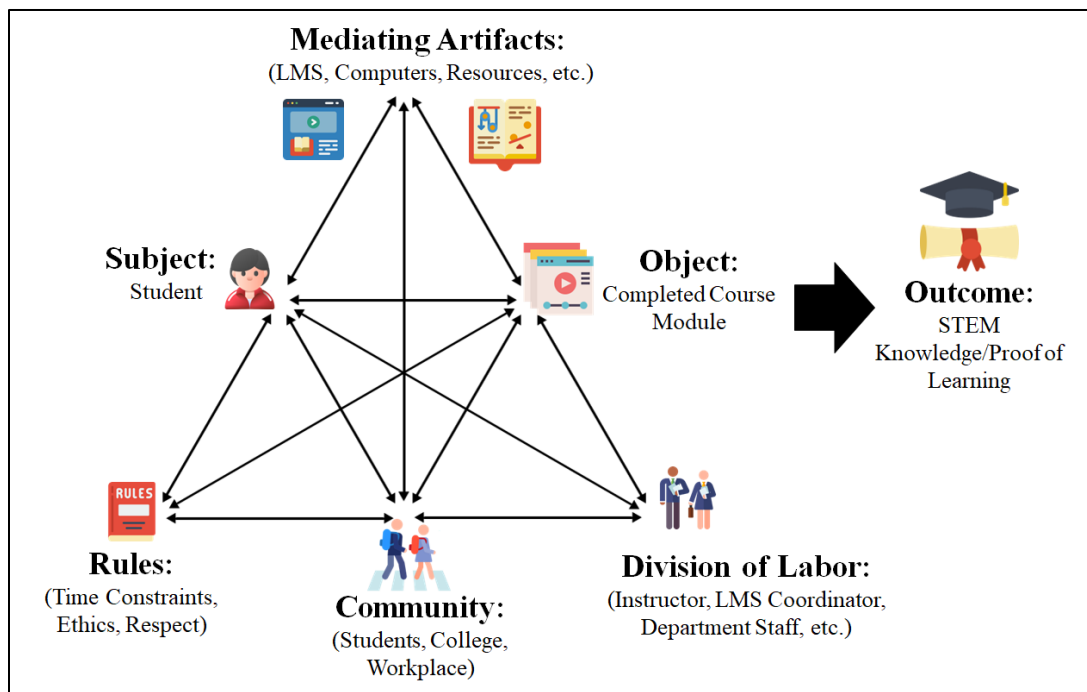 Mediating Artifacts:
(LMS, Computers, Resources, etc.)
Subject:
Student
Object:
Completed Course
Module
Outcome:
STEM
Knowledge/Proof of
Learning
RULES
Rules:
(Time Constraints,
Ethics, Respect)
Community:
(Students, College,
Workplace)
Division of Labor:
(Instructor, LMS Coordinator,
Department Staff, etc.)